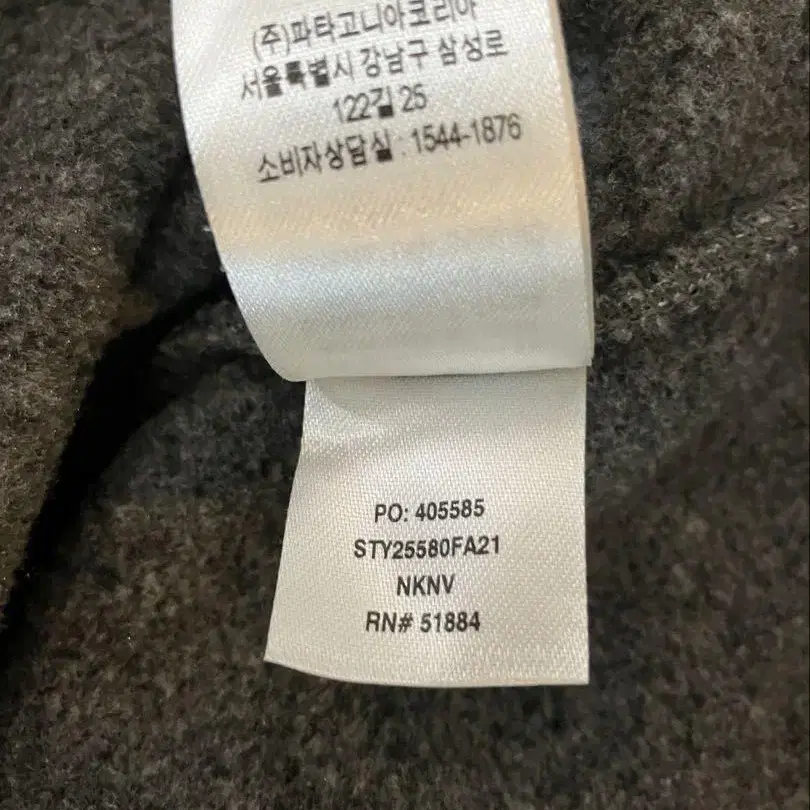 (주)파타고니아코리아
서울특별시 강남구 삼성로
122길 25
소비자상담실 : 1544-1876
PO: 405585
STY25580FA21
NKNV
RN# 51884